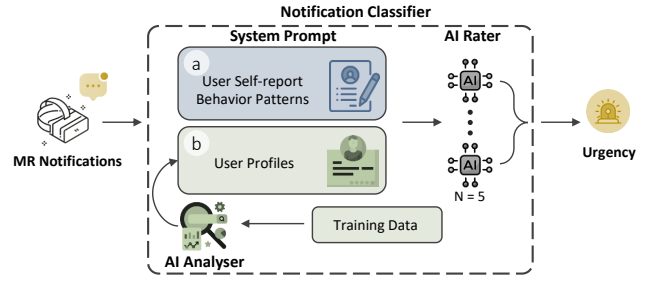 Notification Classifier
System Prompt
AI Rater
a
User Self-report
Behavior Patterns
AI
MR Notifications
b
User Profiles
AI
Urgency
N = 5
Training Data
AI Analyser